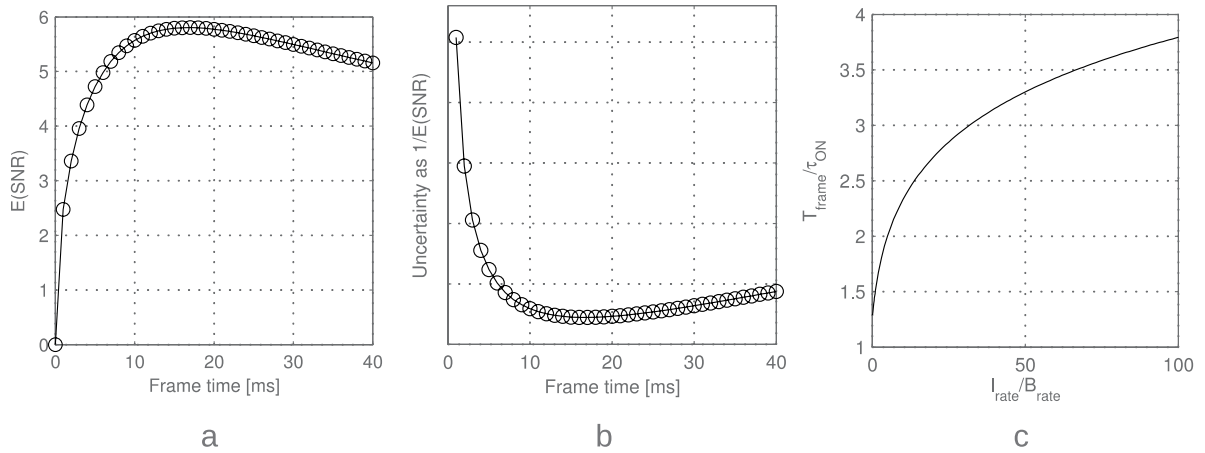 6
5
4
3
2
1
0
0 10 20 30 40
E(SNR)
Frame time [ms]
a
Uncertainty as 1/E(SNR)
0 10 20 30 40
Frame time [ms]
b
4
3.5
3
2.5
2
1.5
1
0 50 100
T_frame/τ_ON
I_rate/B_rate
c